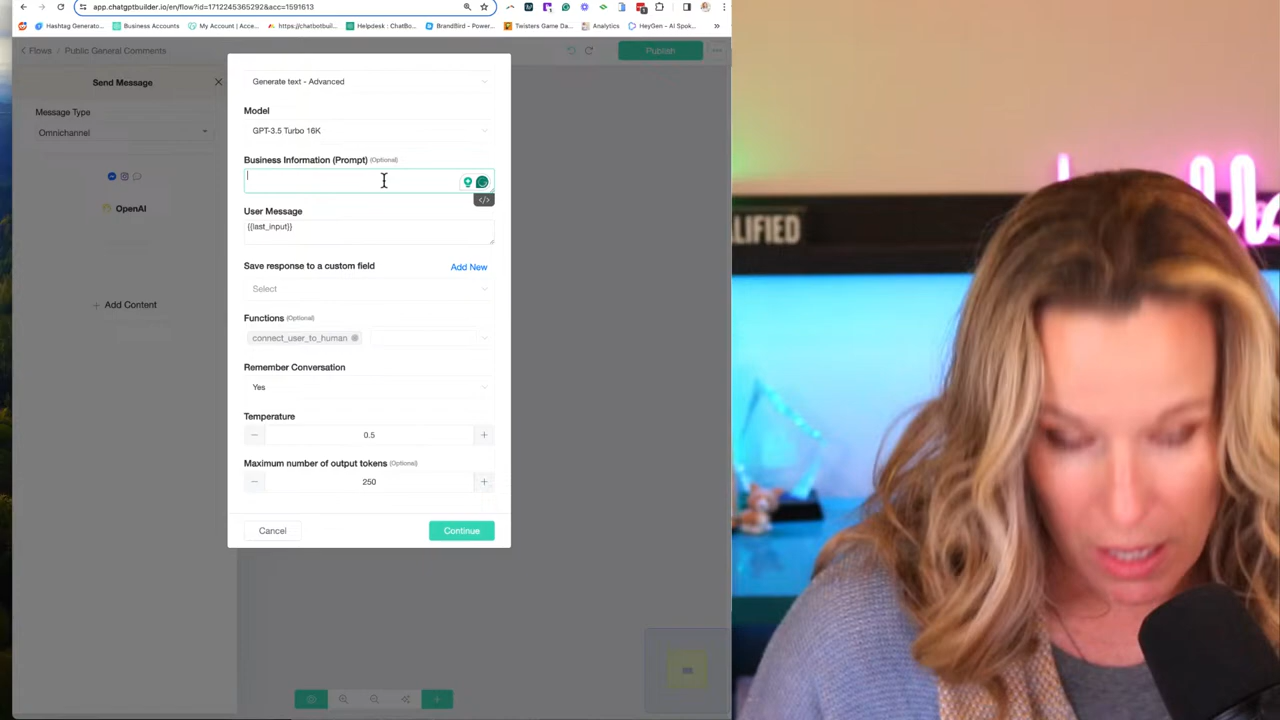 app.chatgptbuilder.io/en/flow?id=1712245365292&acc=1591613
Hashtag Generator...
Business Accounts
My Account | Acce...
https://chatbotbuil...
Helpdesk : ChatBo...
BrandBird - Power...
Twisters Game Da...
Analytics
HeyGen - AI Spok...
Flows / Public General Comments
Publish
Send Message
Message Type
Omnichannel
OpenAI
Add Content
Generate text - Advanced
Model
GPT-3.5 Turbo 16K
Business Information (Prompt) (Optional)
</>
User Message
{{last_input}}
Save response to a custom field
Add New
Select
Functions (Optional)
connect_user_to_human
Remember Conversation
Yes
Temperature
0.5
Maximum number of output tokens (Optional)
250
Cancel
Continue
ALIFIED